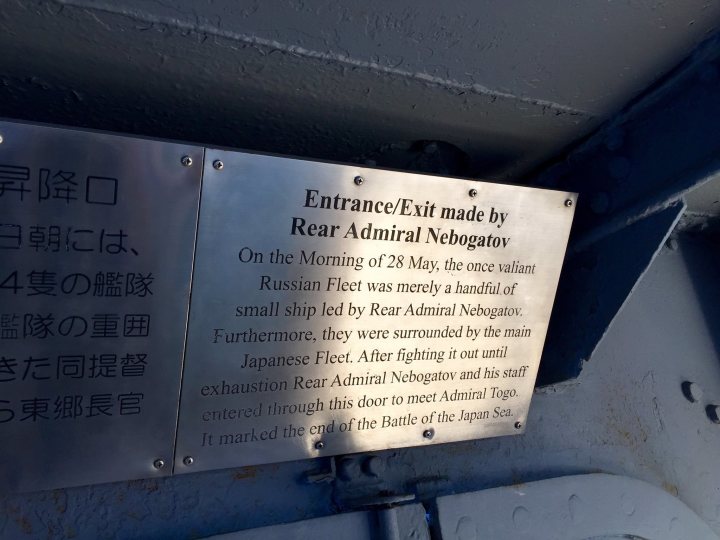 昇降口
日朝には、
4隻の艦隊
艦隊の重囲
きた同提督
ら東郷長官
Entrance/Exit made by
Rear Admiral Nebogatov
On the Morning of 28 May, the once valiant
Russian Fleet was merely a handful of
small ship led by Rear Admiral Nebogatov.
Furthermore, they were surrounded by the main
Japanese Fleet. After fighting it out until
exhaustion Rear Admiral Nebogatov and his staff
entered through this door to meet Admiral Togo.
It marked the end of the Battle of the Japan Sea.